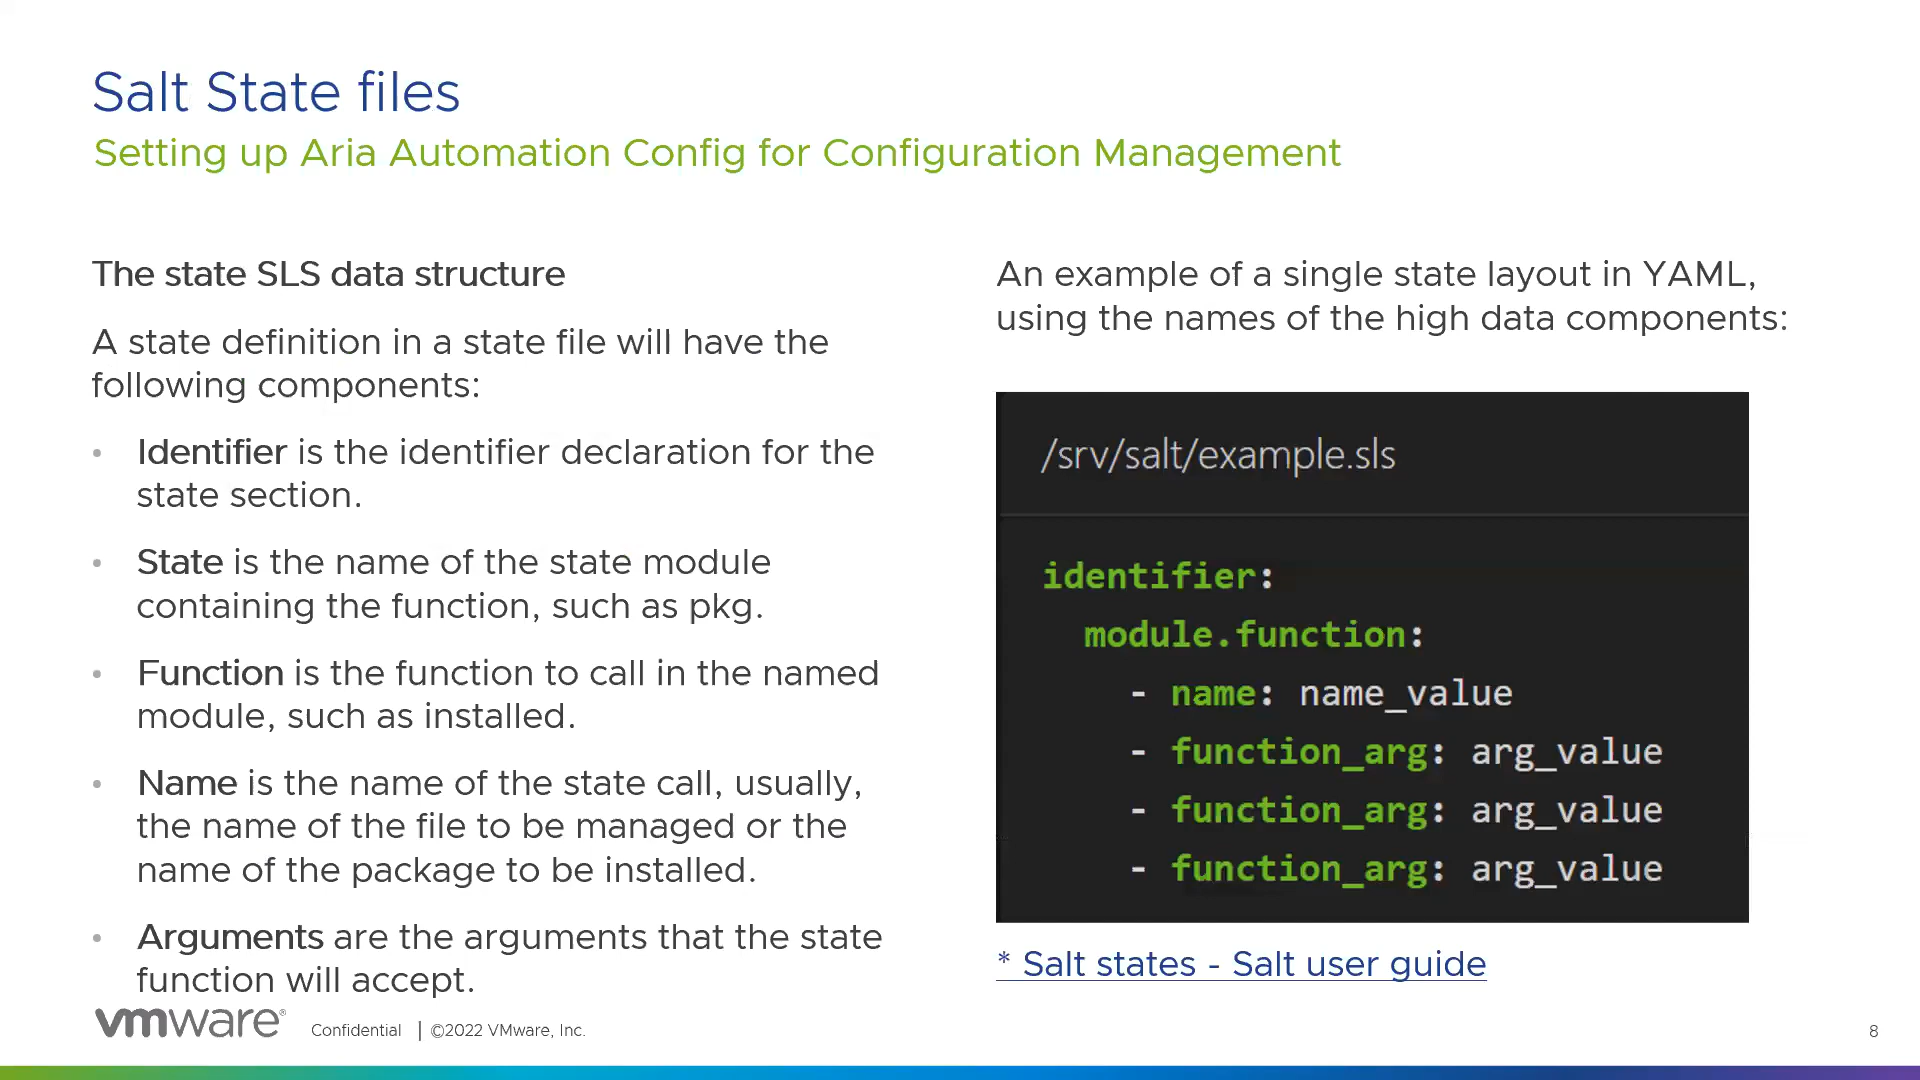 Salt State files
Setting up Aria Automation Config for Configuration Management
The state SLS data structure
A state definition in a state file will have the
following components:
• Identifier is the identifier declaration for the
state section.
• State is the name of the state module
containing the function, such as pkg.
• Function is the function to call in the named
module, such as installed.
• Name is the name of the state call, usually,
the name of the file to be managed or the
name of the package to be installed.
• Arguments are the arguments that the state
function will accept.
An example of a single state layout in YAML,
using the names of the high data components:
/srv/salt/example.sls
identifier:
  module.function:
    - name: name_value
    - function_arg: arg_value
    - function_arg: arg_value
    - function_arg: arg_value
* Salt states - Salt user guide
vmware® Confidential | ©2022 VMware, Inc.
8